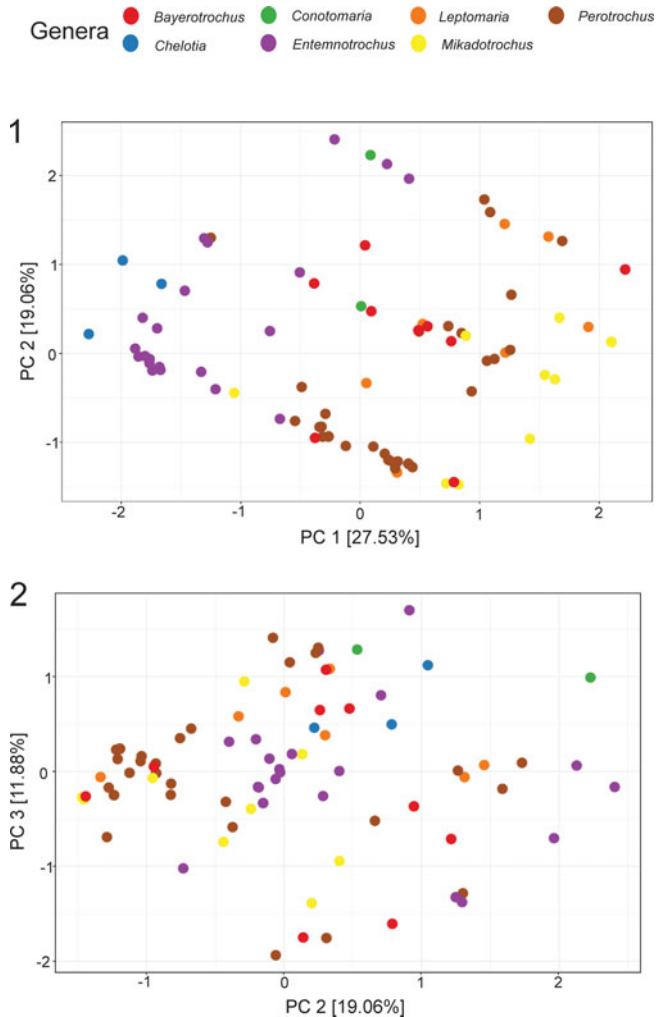 Genera Bayerotrochus Conotomaria Leptomaria Perotrochus
Chelotia Entemnotrochus Mikadotrochus
1
2
1
0
-1
-2 -1 0 1 2
PC 2 [19.06%]
PC 1 [27.53%]
2
1
0
-1
-2
-1 0 1 2
PC 3 [11.88%]
PC 2 [19.06%]